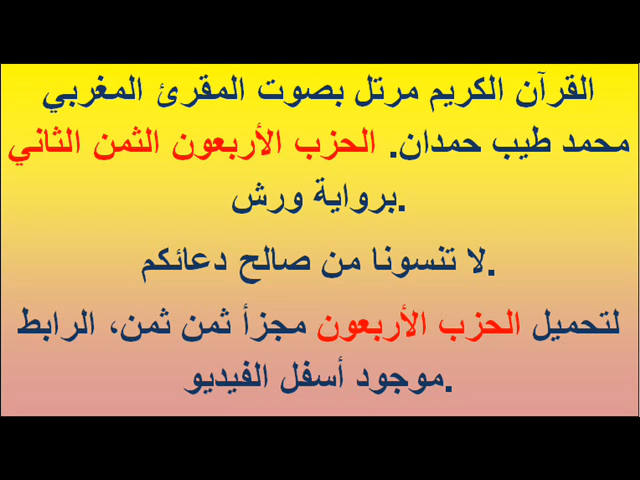 القرآن الكريم مرتل بصوت المقرئ المغربي
محمد طيب حمدان. الحزب الأربعون الثمن الثاني
برواية ورش.
لا تنسونا من صالح دعائكم.
لتحميل الحزب الأربعون مجزأ ثمن ثمن، الرابط
موجود أسفل الفيديو.